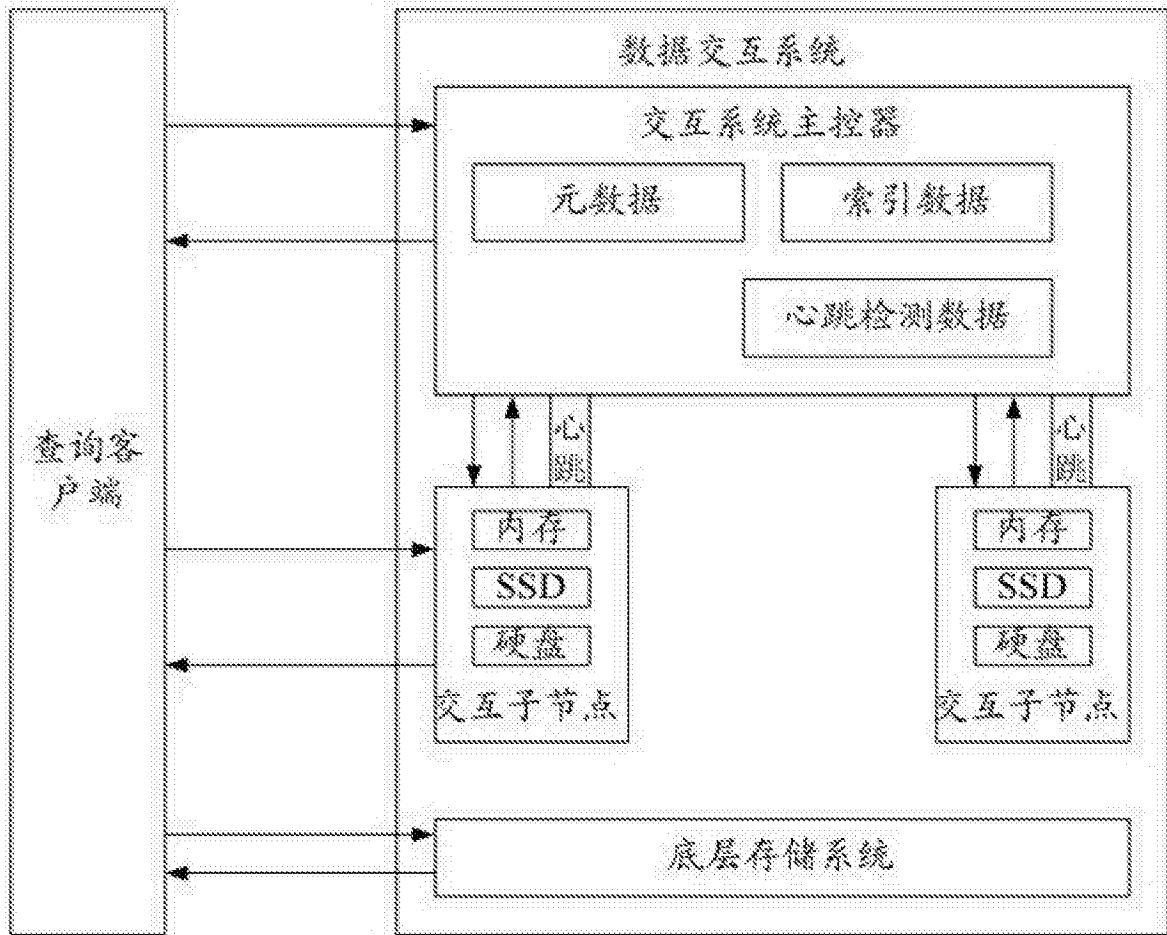 数据交互系统
交互系统主控器
元数据
索引数据
心跳检测数据
查询客
户端
心
跳
心
跳
内存
SSD
硬盘
交互子节点
内存
SSD
硬盘
交互子节点
底层存储系统